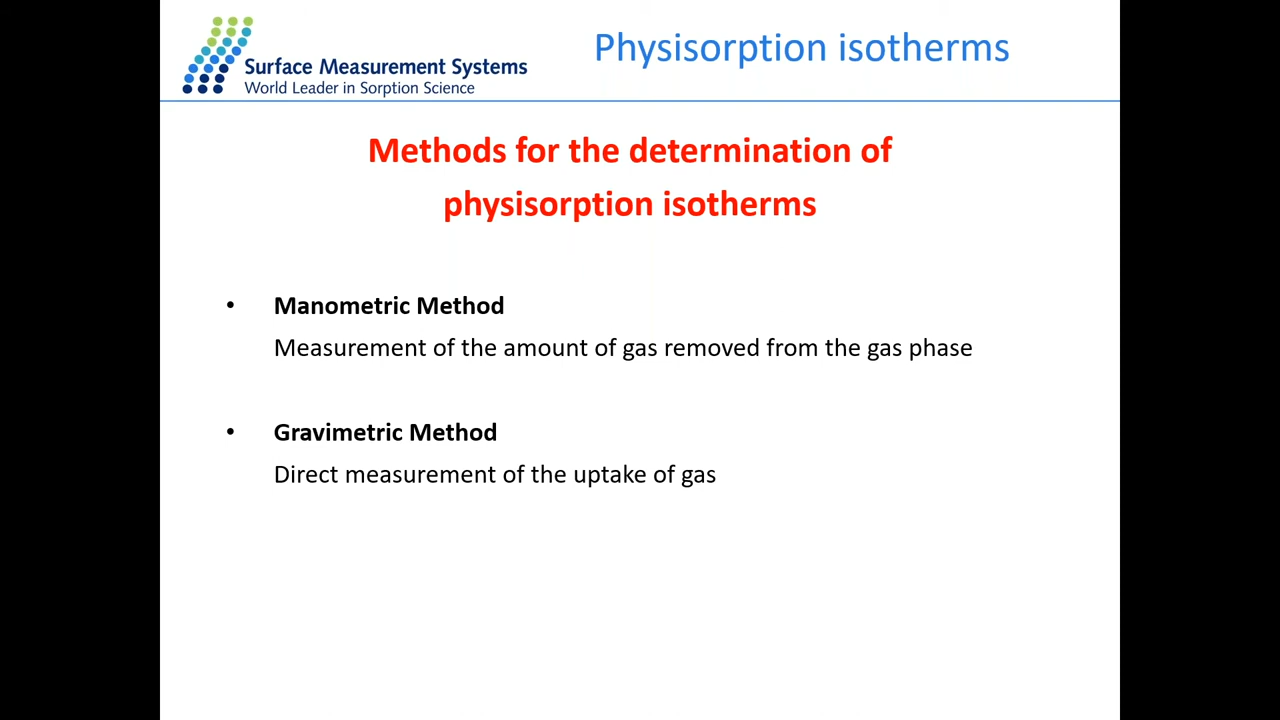 Surface Measurement Systems
World Leader in Sorption Science
Physisorption isotherms
Methods for the determination of
physisorption isotherms
• Manometric Method
Measurement of the amount of gas removed from the gas phase
• Gravimetric Method
Direct measurement of the uptake of gas